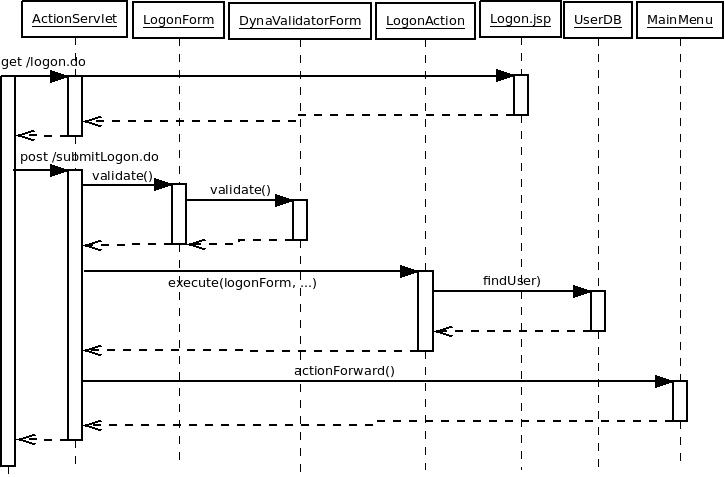 ActionServlet
LogonForm
DynaValidatorForm
LogonAction
Logon.jsp
UserDB
MainMenu
get /logon.do
post /submitLogon.do
validate()
validate()
execute(logonForm, ...)
findUser)
actionForward()